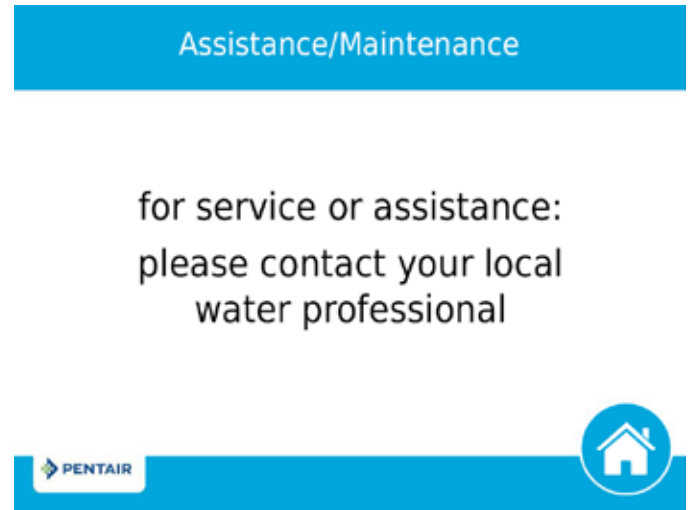 Assistance/Maintenance
for service or assistance:
please contact your local
water professional
PENTAIR